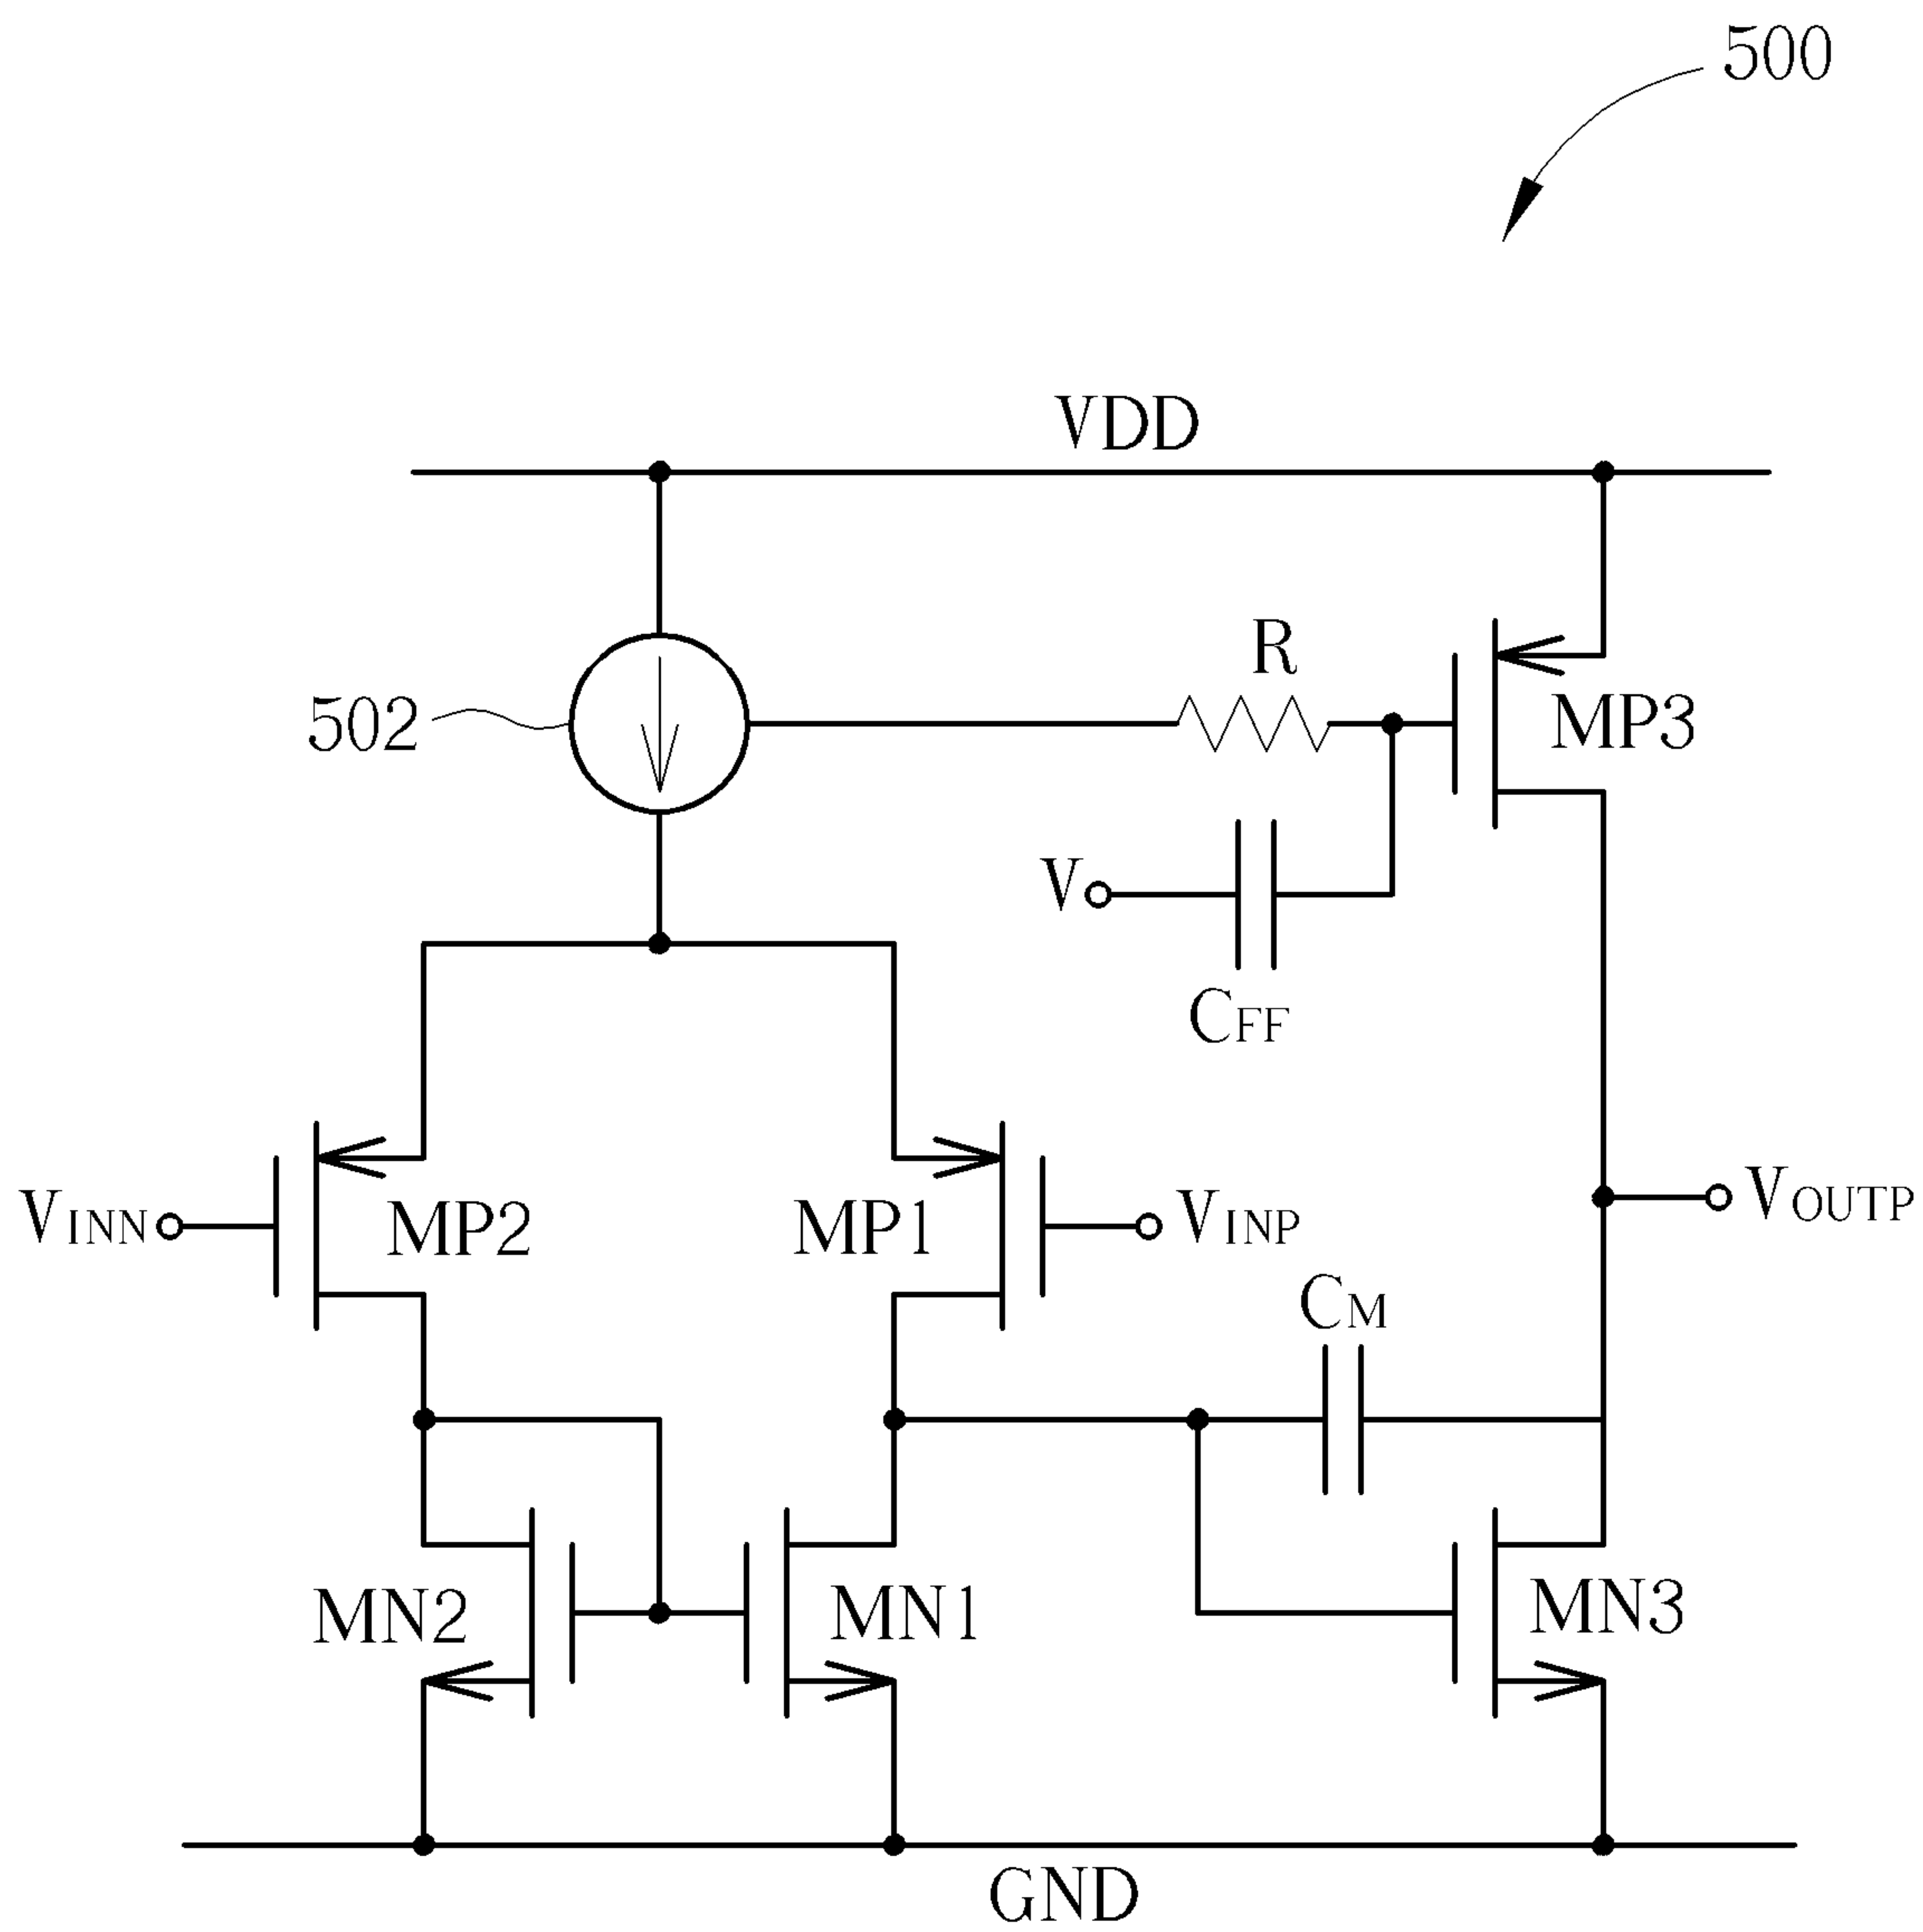 500
VDD
R
502
MP3
V
CFF
VINN
MP2
MP1
VINP
VOUTP
CM
MN2
MN1
MN3
GND